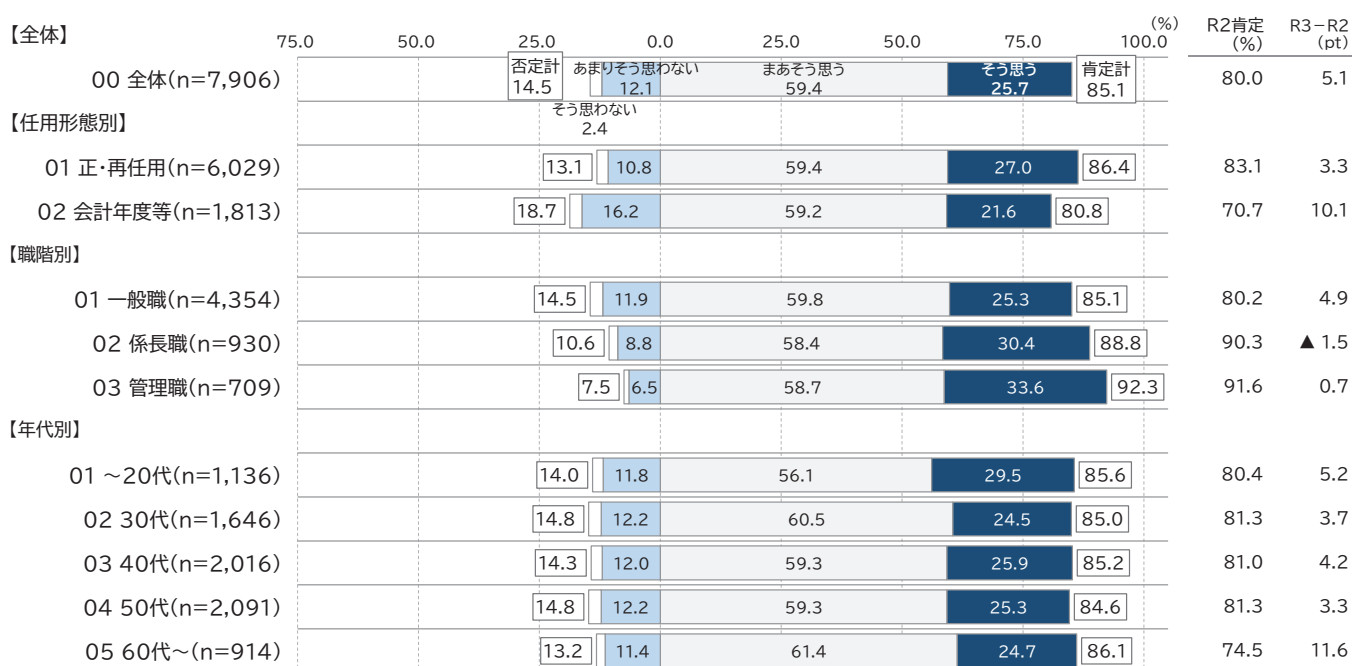 【全体】 75.0 50.0 25.0 0.0 25.0 50.0 75.0 100.0 (%) R2肯定(%) R3−R2(pt)
否定計 あまりそう思わない まあそう思う そう思う 肯定計
00 全体(n=7,906) 14.5 12.1 59.4 25.7 85.1 80.0 5.1
そう思わない
2.4
【任用形態別】
01 正・再任用(n=6,029) 13.1 10.8 59.4 27.0 86.4 83.1 3.3
02 会計年度等(n=1,813) 18.7 16.2 59.2 21.6 80.8 70.7 10.1
【職階別】
01 一般職(n=4,354) 14.5 11.9 59.8 25.3 85.1 80.2 4.9
02 係長職(n=930) 10.6 8.8 58.4 30.4 88.8 90.3 ▲ 1.5
03 管理職(n=709) 7.5 6.5 58.7 33.6 92.3 91.6 0.7
【年代別】
01 ～20代(n=1,136) 14.0 11.8 56.1 29.5 85.6 80.4 5.2
02 30代(n=1,646) 14.8 12.2 60.5 24.5 85.0 81.3 3.7
03 40代(n=2,016) 14.3 12.0 59.3 25.9 85.2 81.0 4.2
04 50代(n=2,091) 14.8 12.2 59.3 25.3 84.6 81.3 3.3
05 60代～(n=914) 13.2 11.4 61.4 24.7 86.1 74.5 11.6